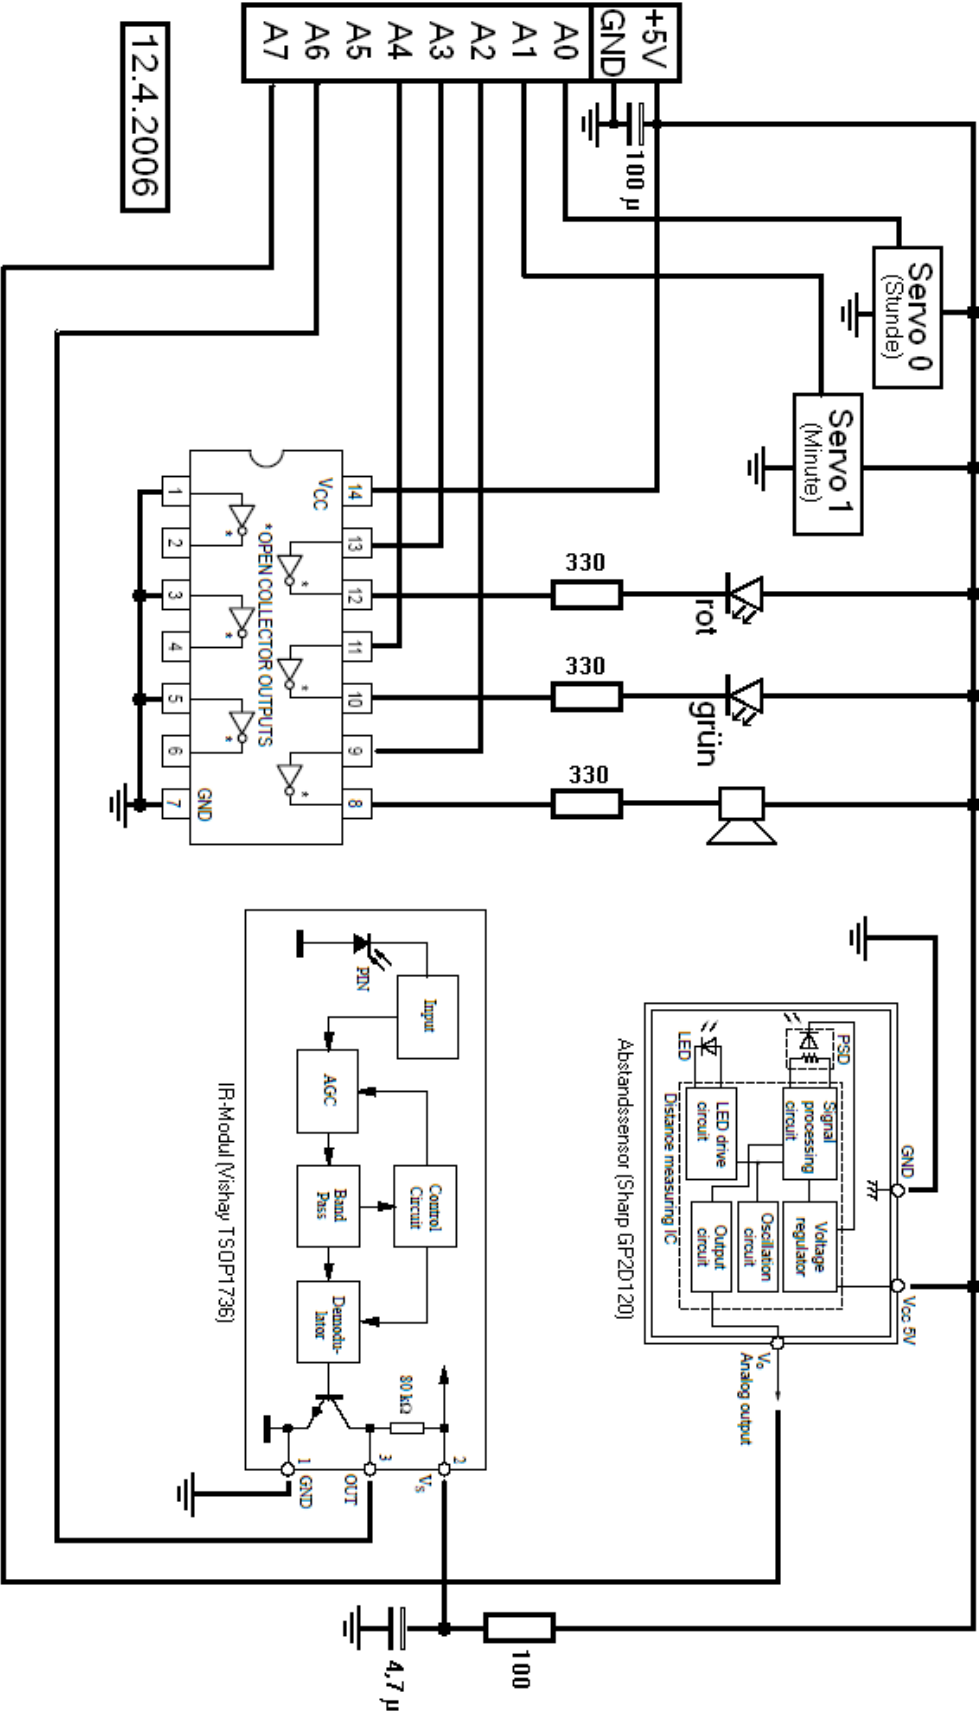 +5V
GND
A0
A1
A2
A3
A4
A5
A6
A7
12.4.2006
100 µ
Servo 0
(Stunde)
Servo 1
(Minute)
330
rot
330
grün
330
14
13
12
11
10
9
8
VCC
*OPEN COLLECTOR OUTPUTS
*
*
*
*
*
*
GND
1
2
3
4
5
6
7
GND
Vcc 5V
PSD
Signal
processing
circuit
Voltage
regulator
Oscillation
circuit
LED
LED drive
circuit
Output
circuit
Distance measuring IC
Vo
Analog output
Abstandssensor (Sharp GP2D120)
Input
PIN
AGC
Control
Circuit
Band
Pass
Demodu-
lator
80 kΩ
2
VS
3
OUT
1
GND
IR-Modul (Vishay TSOP1736)
100
4,7 µ